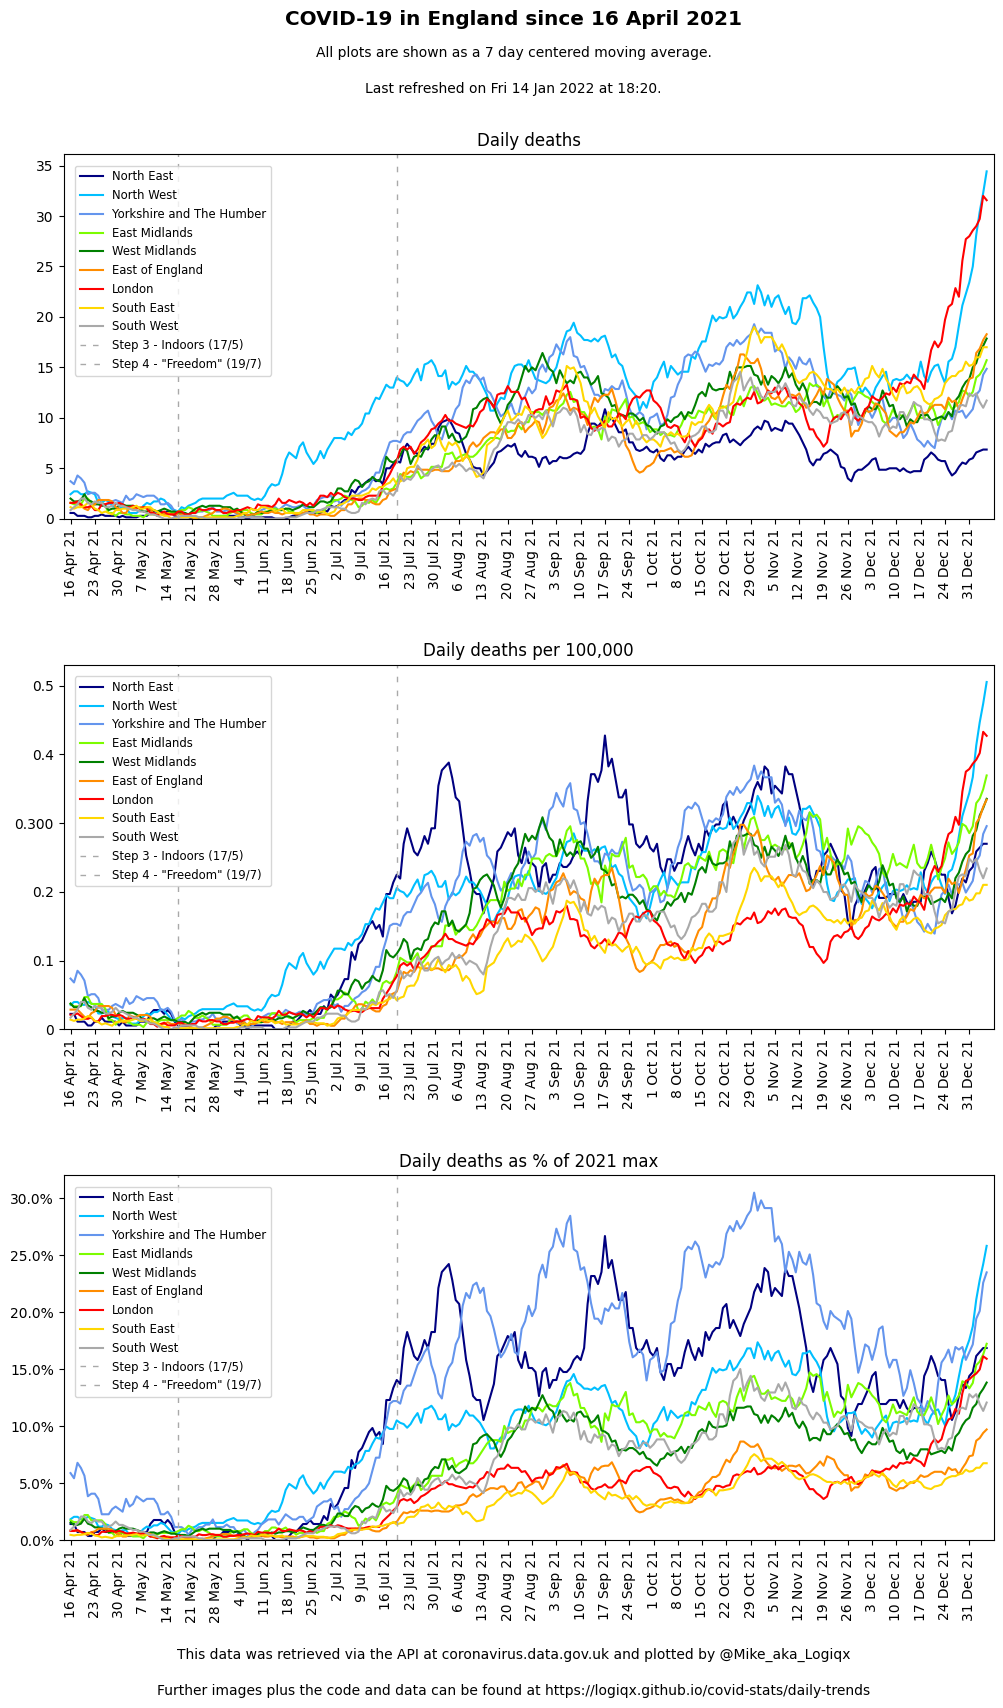 COVID-19 in England since 16 April 2021
All plots are shown as a 7 day centered moving average.
Last refreshed on Fri 14 Jan 2022 at 18:20.
Daily deaths
35
30
25
20
15
10
5
0
North East
North West
Yorkshire and The Humber
East Midlands
West Midlands
East of England
London
South East
South West
Step 3 - Indoors (17/5)
Step 4 - "Freedom" (19/7)
16 Apr 21
23 Apr 21
30 Apr 21
7 May 21
14 May 21
21 May 21
28 May 21
4 Jun 21
11 Jun 21
18 Jun 21
25 Jun 21
2 Jul 21
9 Jul 21
16 Jul 21
23 Jul 21
30 Jul 21
6 Aug 21
13 Aug 21
20 Aug 21
27 Aug 21
3 Sep 21
10 Sep 21
17 Sep 21
24 Sep 21
1 Oct 21
8 Oct 21
15 Oct 21
22 Oct 21
29 Oct 21
5 Nov 21
12 Nov 21
19 Nov 21
26 Nov 21
3 Dec 21
10 Dec 21
17 Dec 21
24 Dec 21
31 Dec 21
Daily deaths per 100,000
0.5
0.4
0.300
0.2
0.1
0
North East
North West
Yorkshire and The Humber
East Midlands
West Midlands
East of England
London
South East
South West
Step 3 - Indoors (17/5)
Step 4 - "Freedom" (19/7)
16 Apr 21
23 Apr 21
30 Apr 21
7 May 21
14 May 21
21 May 21
28 May 21
4 Jun 21
11 Jun 21
18 Jun 21
25 Jun 21
2 Jul 21
9 Jul 21
16 Jul 21
23 Jul 21
30 Jul 21
6 Aug 21
13 Aug 21
20 Aug 21
27 Aug 21
3 Sep 21
10 Sep 21
17 Sep 21
24 Sep 21
1 Oct 21
8 Oct 21
15 Oct 21
22 Oct 21
29 Oct 21
5 Nov 21
12 Nov 21
19 Nov 21
26 Nov 21
3 Dec 21
10 Dec 21
17 Dec 21
24 Dec 21
31 Dec 21
Daily deaths as % of 2021 max
30.0%
25.0%
20.0%
15.0%
10.0%
5.0%
0.0%
North East
North West
Yorkshire and The Humber
East Midlands
West Midlands
East of England
London
South East
South West
Step 3 - Indoors (17/5)
Step 4 - "Freedom" (19/7)
16 Apr 21
23 Apr 21
30 Apr 21
7 May 21
14 May 21
21 May 21
28 May 21
4 Jun 21
11 Jun 21
18 Jun 21
25 Jun 21
2 Jul 21
9 Jul 21
16 Jul 21
23 Jul 21
30 Jul 21
6 Aug 21
13 Aug 21
20 Aug 21
27 Aug 21
3 Sep 21
10 Sep 21
17 Sep 21
24 Sep 21
1 Oct 21
8 Oct 21
15 Oct 21
22 Oct 21
29 Oct 21
5 Nov 21
12 Nov 21
19 Nov 21
26 Nov 21
3 Dec 21
10 Dec 21
17 Dec 21
24 Dec 21
31 Dec 21
This data was retrieved via the API at coronavirus.data.gov.uk and plotted by @Mike_aka_Logiqx
Further images plus the code and data can be found at https://logiqx.github.io/covid-stats/daily-trends